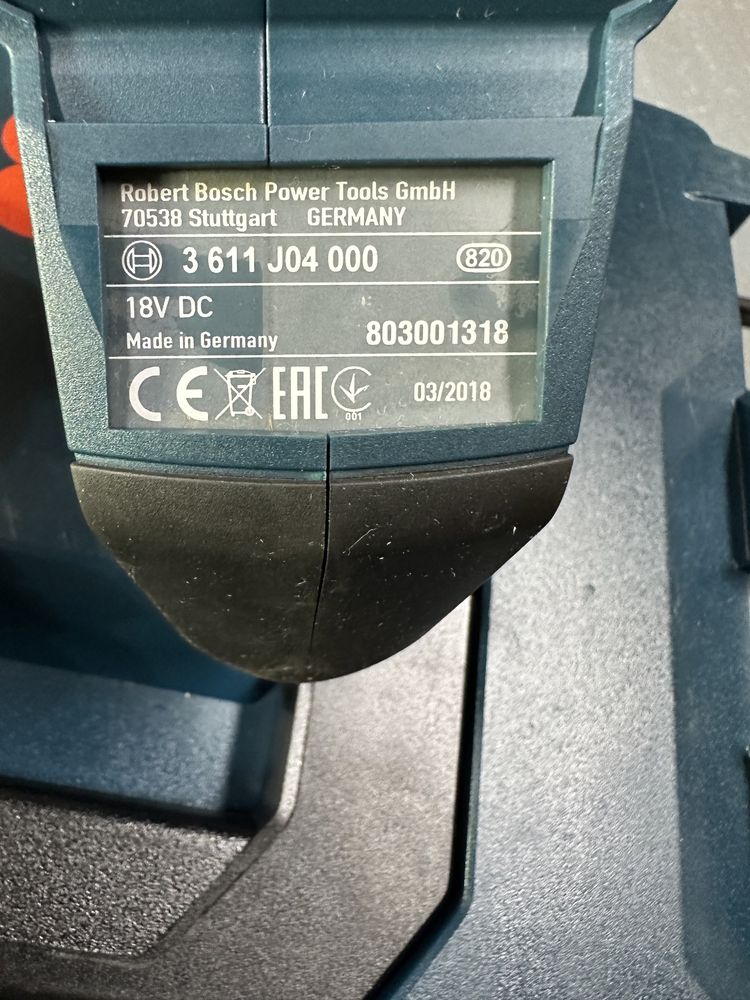 Robert Bosch Power Tools GmbH
70538 Stuttgart GERMANY
3 611 J04 000 820
18V DC
Made in Germany 803001318
CE EAC 001 03/2018